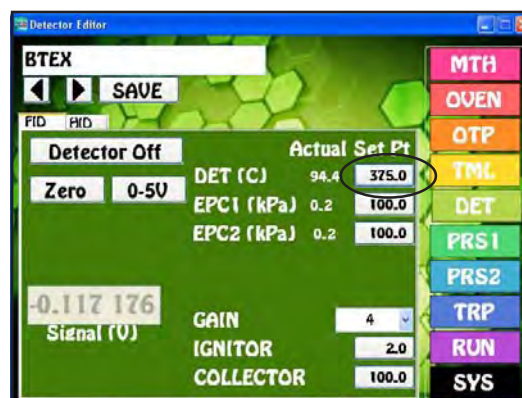 Detector Editor
BTEX
MTH
SAVE
OVEN
FID HID
OTP
Detector Off
Actual Set Pt
TML
Zero 0-5V
DET (C) 94.4 375.0
DET
EPC1 (kPa) 0.2 100.0
EPC2 (kPa) 0.2 100.0
PRS1
PRS2
-0.117 176
Signal (V)
GAIN 4
TRP
IGNITOR 2.0
RUN
COLLECTOR 100.0
SYS